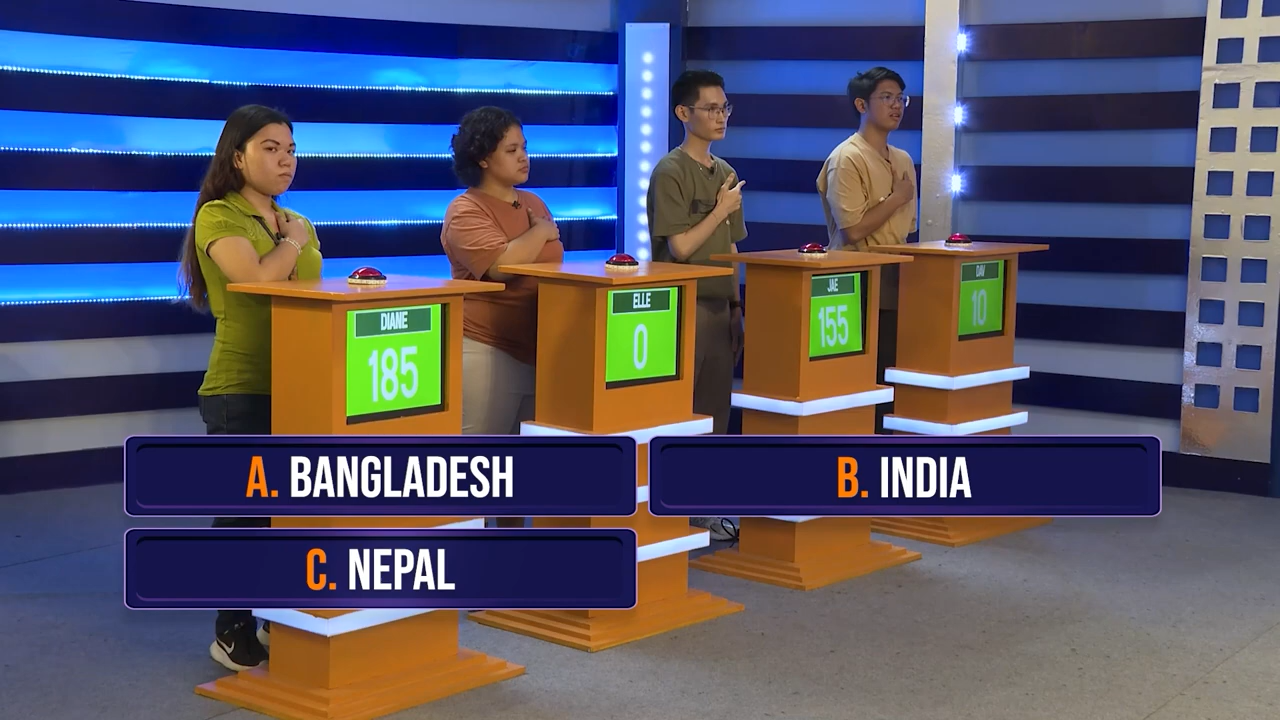 DIANE
185
ELLE
0
JAE
155
DAV
10
A. BANGLADESH
B. INDIA
C. NEPAL